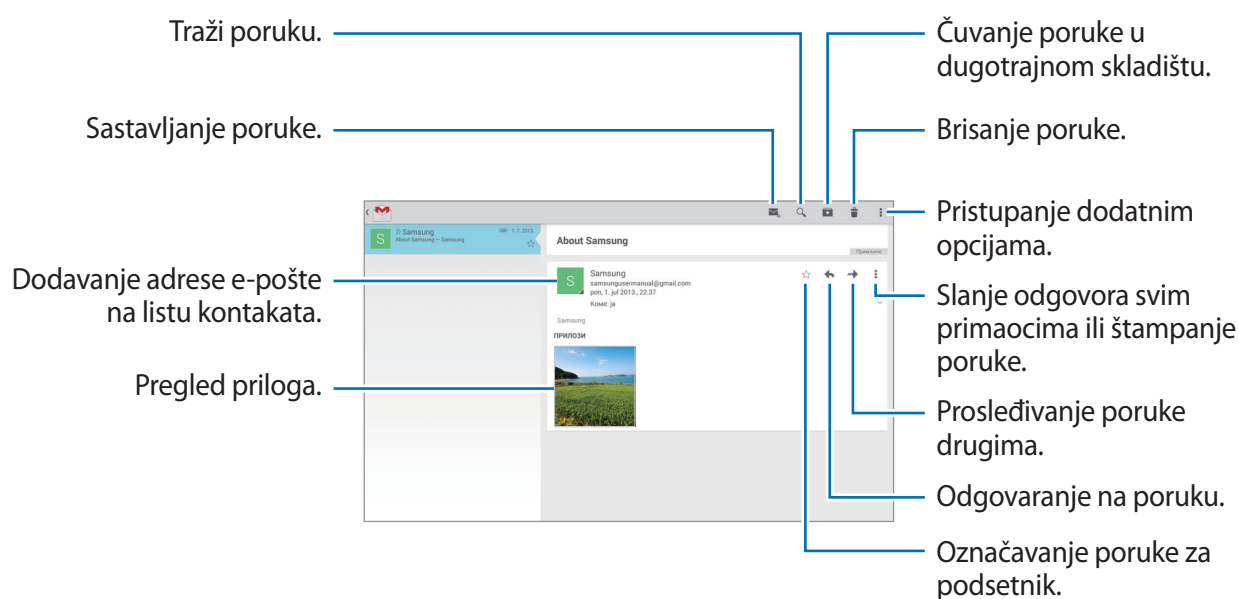 Traži poruku.
Sastavljanje poruke.
Dodavanje adrese e-pošte
na listu kontakata.
Pregled priloga.
S
Samsung
1. 7. 2013.
About Samsung — Samsung
About Samsung
Примљене
S
Samsung
samsungusermanual@gmail.com
pon, 1. jul 2013., 22.37
Коме: ja
Samsung
ПРИЛОЗИ
Čuvanje poruke u
dugotrajnom skladištu.
Brisanje poruke.
Pristupanje dodatnim
opcijama.
Slanje odgovora svim
primaocima ili štampanje
poruke.
Prosleđivanje poruke
drugima.
Odgovaranje na poruku.
Označavanje poruke za
podsetnik.